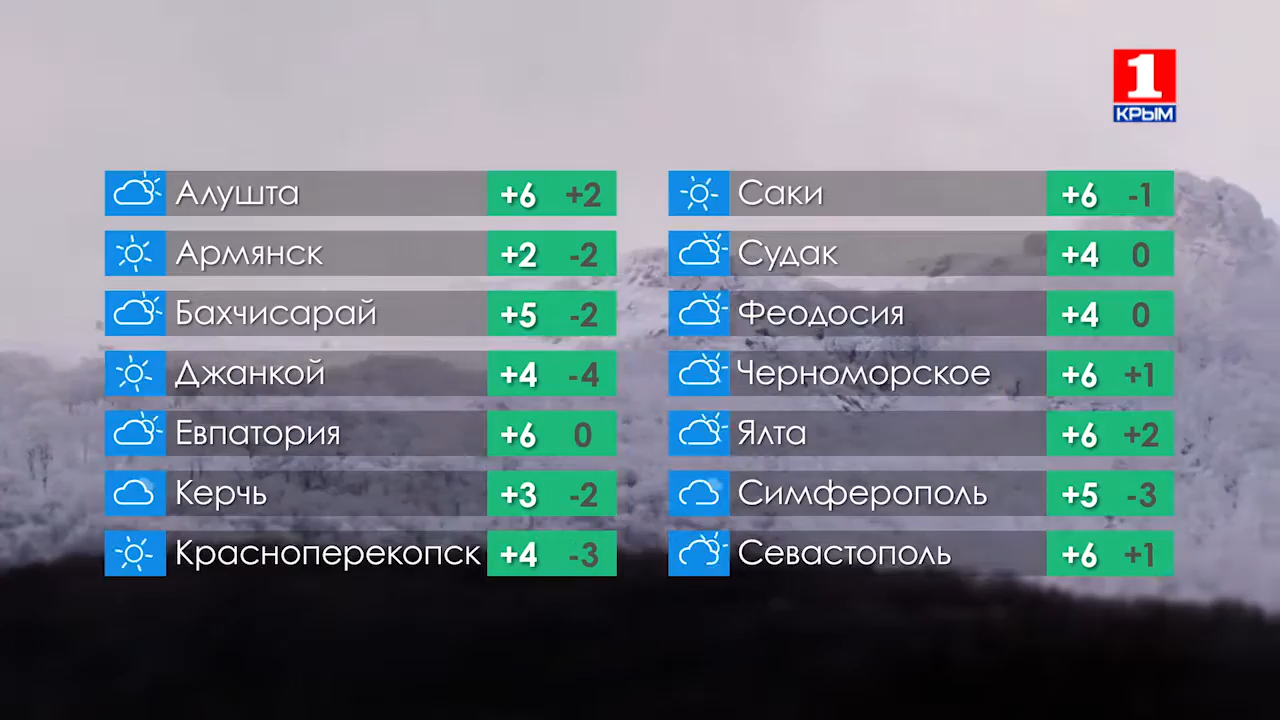 1
КРЫМ
Алушта +6 +2
Армянск +2 -2
Бахчисарай +5 -2
Джанкой +4 -4
Евпатория +6 0
Керчь +3 -2
Красноперекопск +4 -3
Саки +6 -1
Судак +4 0
Феодосия +4 0
Черноморское +6 +1
Ялта +6 +2
Симферополь +5 -3
Севастополь +6 +1